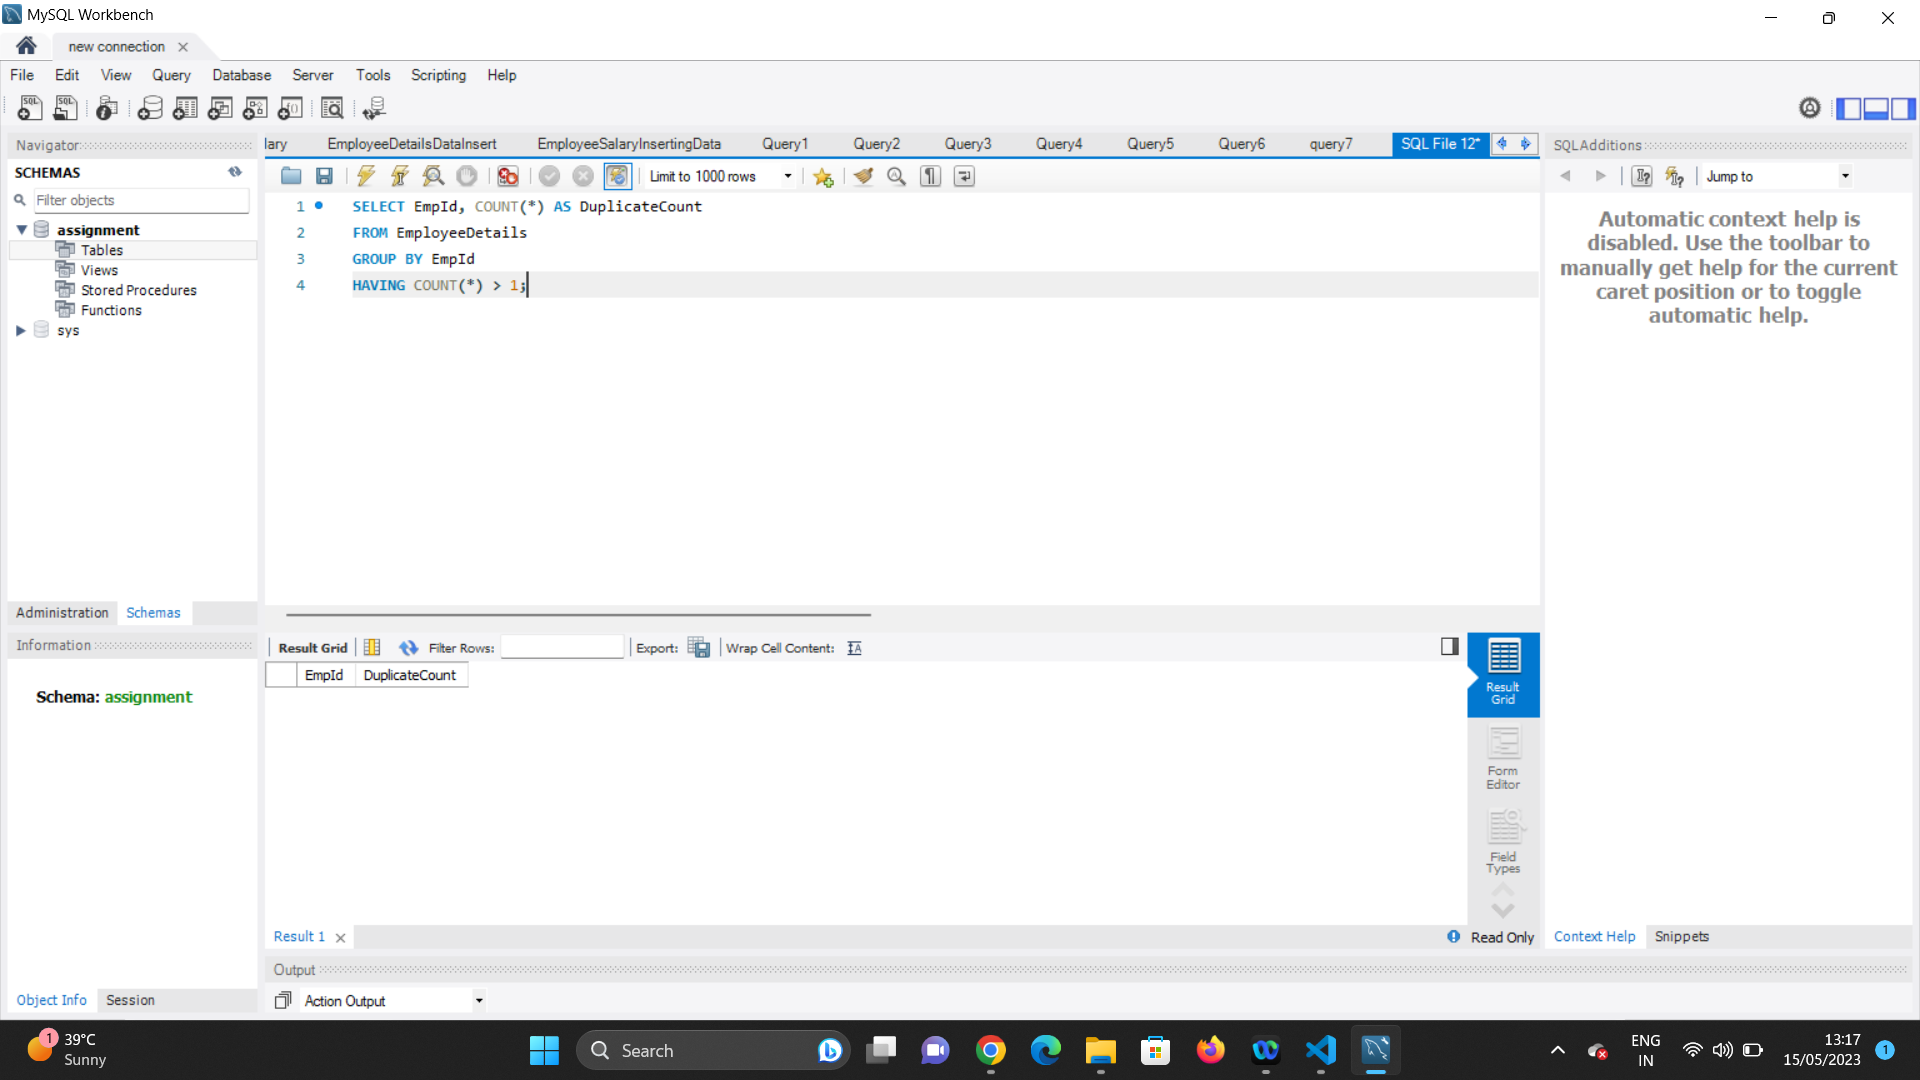 MySQL Workbench
new connection
File Edit View Query Database Server Tools Scripting Help
Navigator
SCHEMAS
Filter objects
assignment
Tables
Views
Stored Procedures
Functions
sys
Administration Schemas
Information
Schema: assignment
Object Info Session
lary EmployeeDetailsDataInsert EmployeeSalaryInsertingData Query1 Query2 Query3 Query4 Query5 Query6 query7 SQL File 12*
Limit to 1000 rows
1 SELECT EmpId, COUNT(*) AS DuplicateCount
2 FROM EmployeeDetails
3 GROUP BY EmpId
4 HAVING COUNT(*) > 1;
Result Grid Filter Rows: Export: Wrap Cell Content:
EmpId DuplicateCount
Result
Grid
Form
Editor
Field
Types
Result 1 Read Only
Output
Action Output
SQLAdditions
Jump to
Automatic context help is
disabled. Use the toolbar to
manually get help for the current
caret position or to toggle
automatic help.
Context Help Snippets
1
39°C
Sunny
Search
ENG
IN
13:17
15/05/2023
1